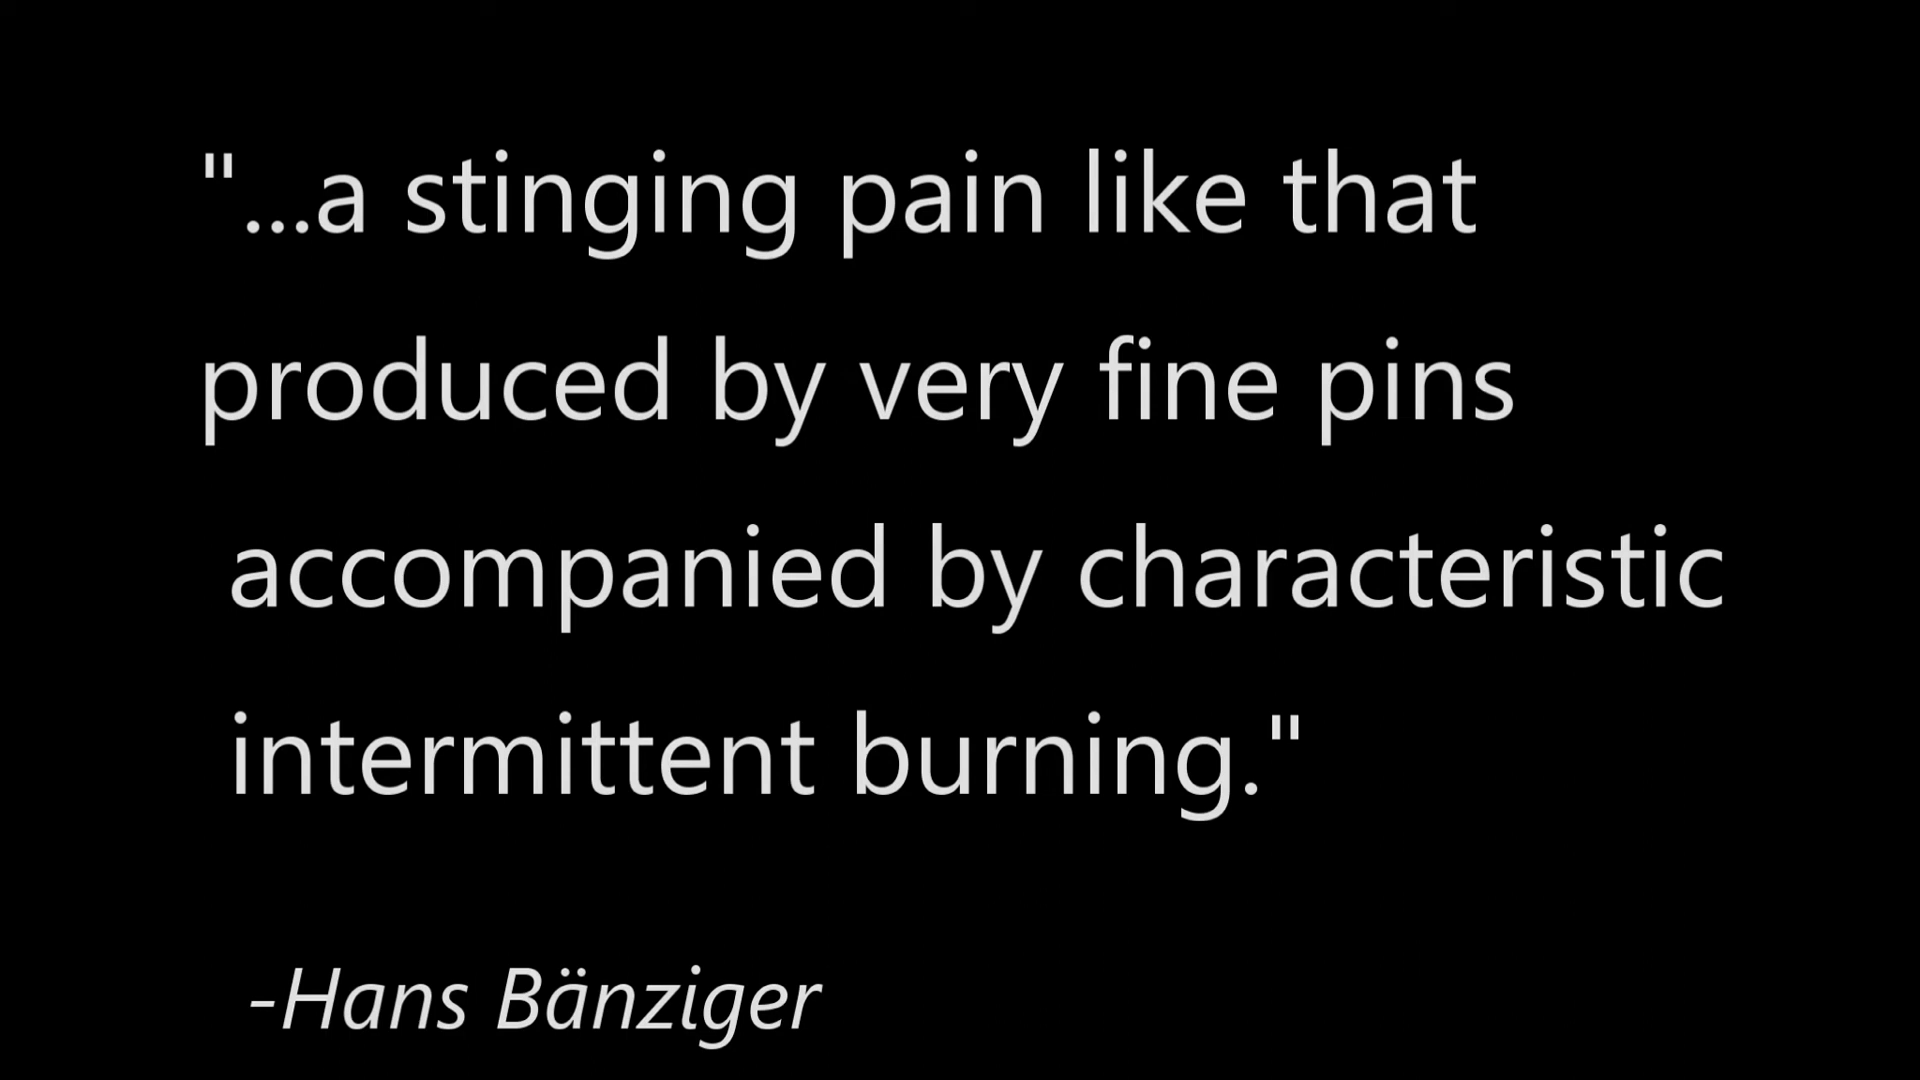 "...a stinging pain like that
produced by very fine pins
accompanied by characteristic
intermittent burning."
-Hans Bänziger